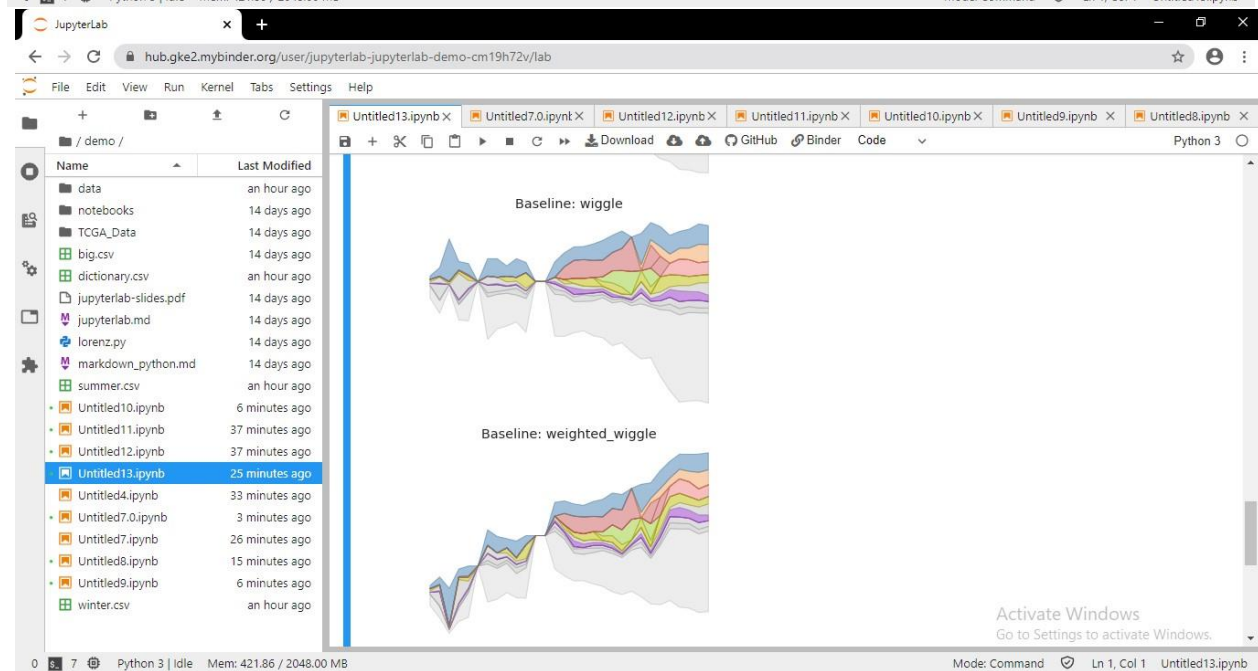 JupyterLab
hub.gke2.mybinder.org/user/jupyterlab-jupyterlab-demo-cm19h72v/lab
File Edit View Run Kernel Tabs Settings Help
Untitled13.ipynb Untitled7.0.ipynb Untitled12.ipynb Untitled11.ipynb Untitled10.ipynb Untitled9.ipynb Untitled8.ipynb
/ demo /
Download GitHub Binder Code Python 3
Name Last Modified
data an hour ago
notebooks 14 days ago
TCGA_Data 14 days ago
big.csv 14 days ago
dictionary.csv an hour ago
jupyterlab-slides.pdf 14 days ago
jupyterlab.md 14 days ago
lorenz.py 14 days ago
markdown_python.md 14 days ago
summer.csv an hour ago
Untitled10.ipynb 6 minutes ago
Untitled11.ipynb 37 minutes ago
Untitled12.ipynb 37 minutes ago
Untitled13.ipynb 25 minutes ago
Untitled4.ipynb 33 minutes ago
Untitled7.0.ipynb 3 minutes ago
Untitled7.ipynb 26 minutes ago
Untitled8.ipynb 15 minutes ago
Untitled9.ipynb 6 minutes ago
winter.csv an hour ago
Baseline: wiggle
Baseline: weighted_wiggle
Activate Windows
Go to Settings to activate Windows.
0 7 Python 3 | Idle Mem: 421.86 / 2048.00 MB Mode: Command Ln 1, Col 1 Untitled13.ipynb